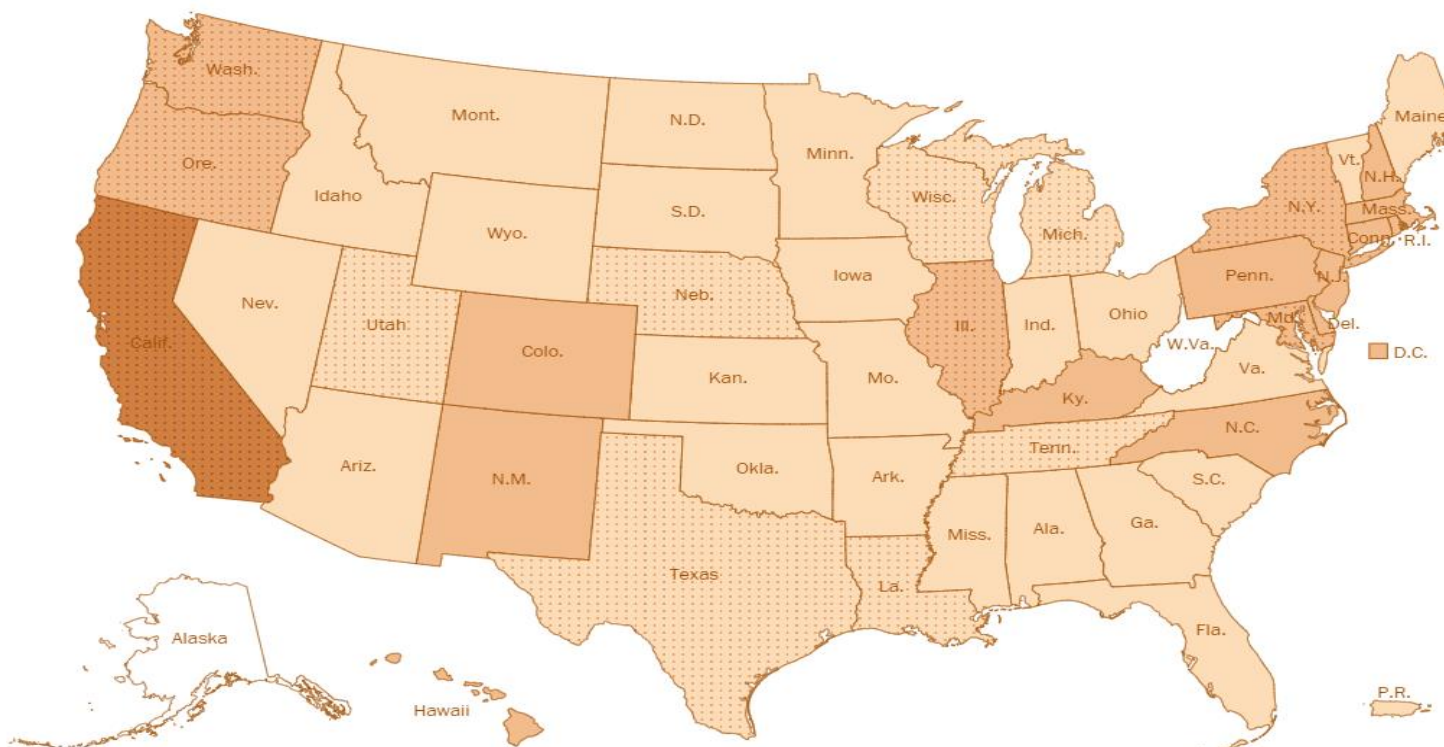 Wash.
Mont.
N.D.
Minn.
Maine
Ore.
Idaho
Wyo.
S.D.
Wisc.
Mich.
Vt.
N.H.
N.Y.
Mass.
Conn.
R.I.
Nev.
Utah
Colo.
Neb.
Iowa
Ill.
Ind.
Ohio
Penn.
N.J.
Md.
Del.
D.C.
Calif.
Kan.
Mo.
Ky.
W.Va.
Va.
Ariz.
N.M.
Okla.
Ark.
Tenn.
N.C.
S.C.
Texas
La.
Miss.
Ala.
Ga.
Fla.
Alaska
Hawaii
P.R.